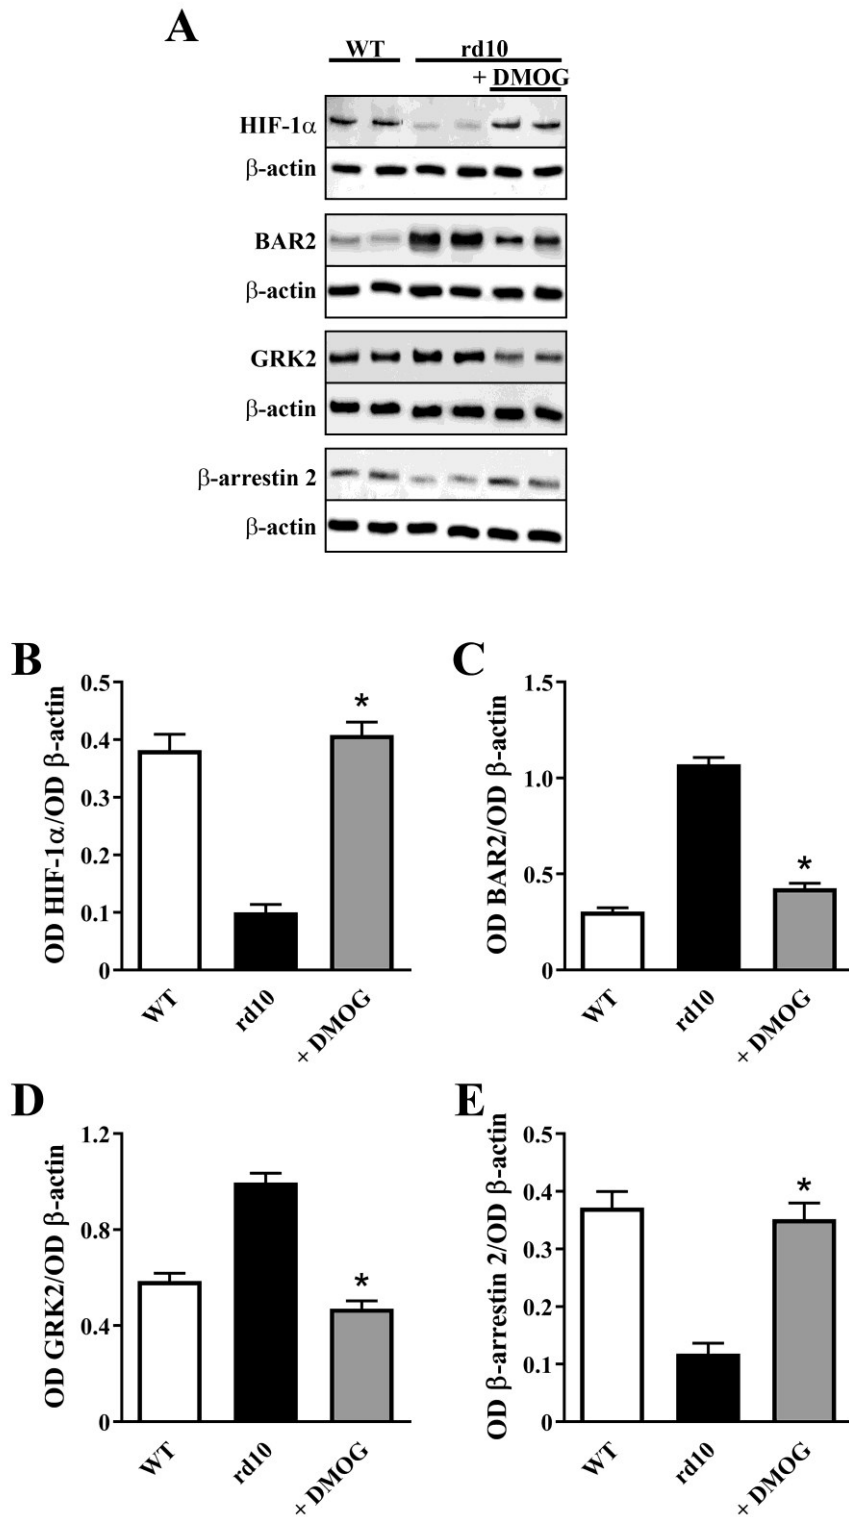 A
WT rd10
+ DMOG
HIF-1α
β-actin
BAR2
β-actin
GRK2
β-actin
β-arrestin 2
β-actin
B
OD HIF-1α/OD β-actin
0.5
0.4
0.3
0.2
0.1
0
*
WT
rd10
+ DMOG
C
OD BAR2/OD β-actin
1.5
1.0
0.5
0
*
WT
rd10
+ DMOG
D
OD GRK2/OD β-actin
1.2
0.8
0.4
0
*
WT
rd10
+ DMOG
E
OD β-arrestin 2/OD β-actin
0.5
0.4
0.3
0.2
0.1
0
*
WT
rd10
+ DMOG